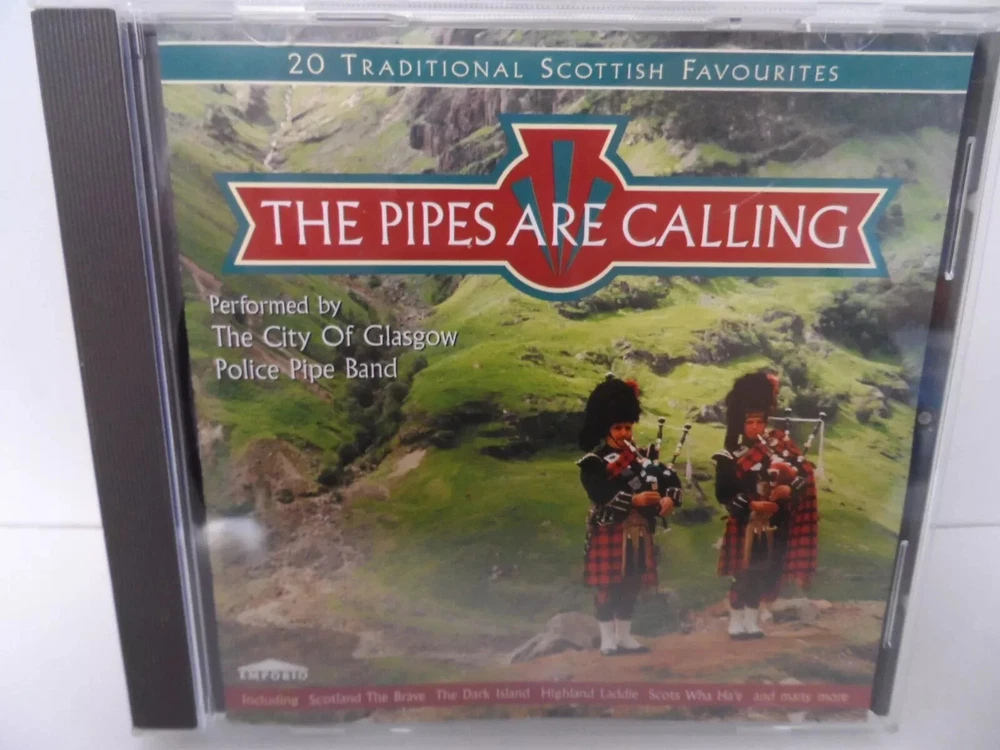 20 TRADITIONAL SCOTTISH FAVOURITES
THE PIPES ARE CALLING
Performed by
The City Of Glasgow
Police Pipe Band
EMPORIO
Including Scotland The Brave The Dark Island Highland Laddie Scots Wha Ha'e and many more